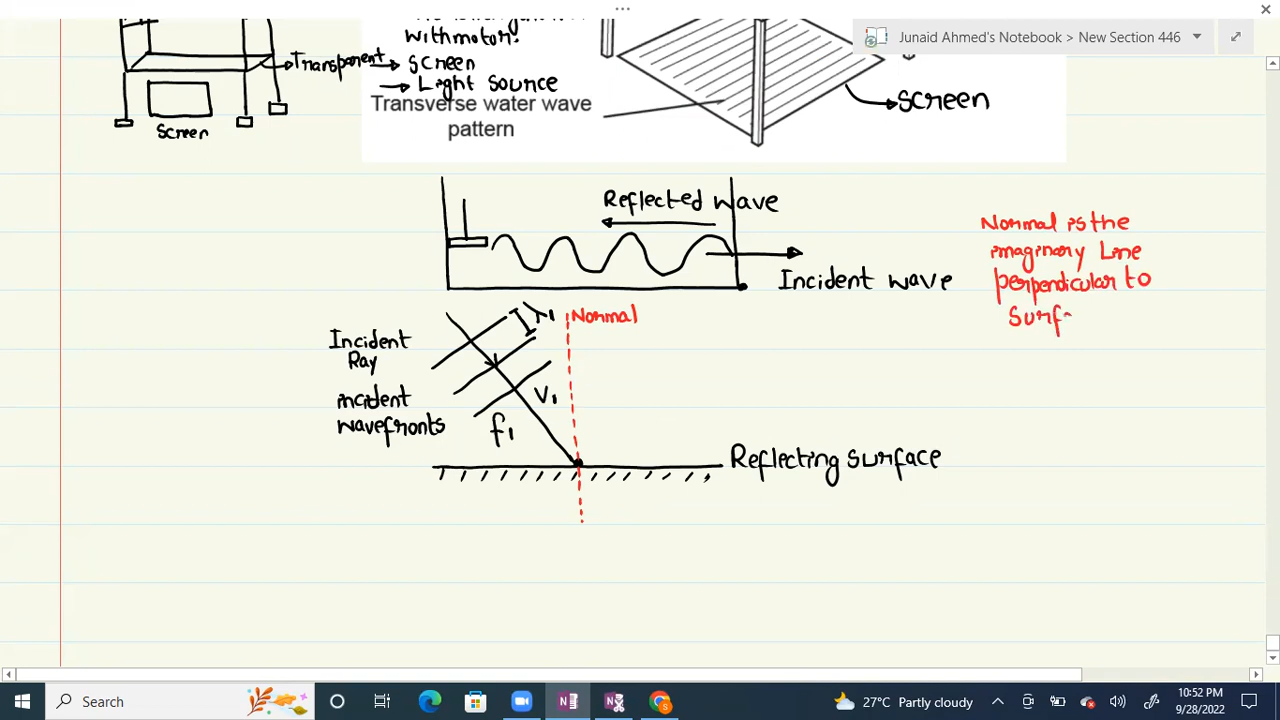 Junaid Ahmed's Notebook > New Section 446
withmotor.
Transparent → screen
→ Light source
Screen
Transverse water wave
pattern
→ screen
Reflected wave
Incident wave
Normal is the
imaginary Line
perpendicular to
Surf
Incident
Ray
λ1
Normal
incident
wavefronts
V1
f1
Reflecting surface
Search
27°C Partly cloudy
10:52 PM
9/28/2022